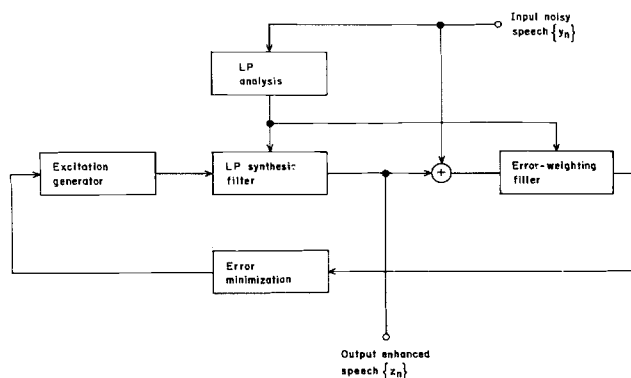 Input noisy
speech {yₙ}
LP
analysis
Excitation
generator
LP synthesis
filter
+
Error-weighting
filter
Error
minimization
Output enhanced
speech {zₙ}